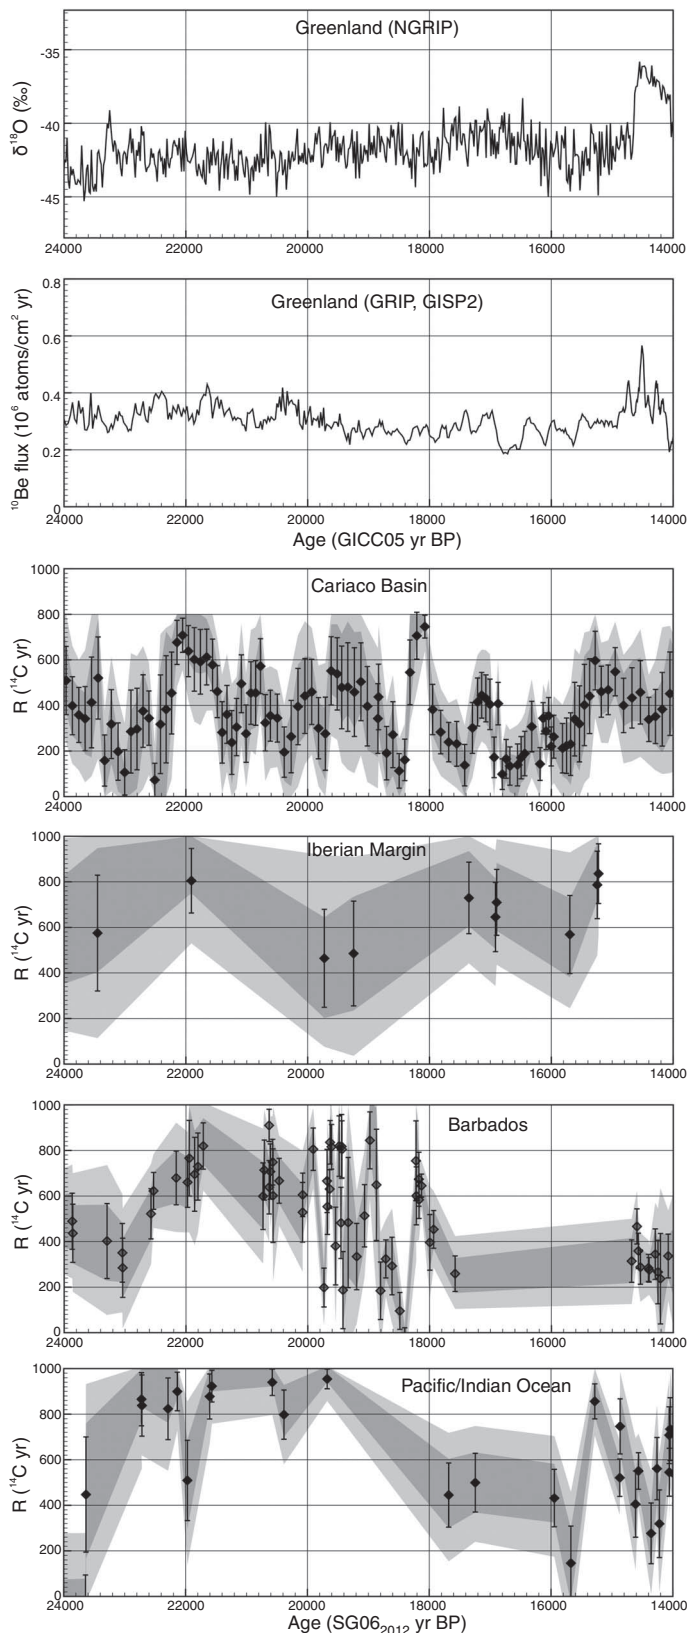 Greenland (NGRIP)
δ¹⁸O (‰)
-35
-40
-45
24000 22000 20000 18000 16000 14000
Greenland (GRIP, GISP2)
¹⁰Be flux (10⁶ atoms/cm² yr)
0.8
0.6
0.4
0.2
0
24000 22000 20000 18000 16000 14000
Age (GICC05 yr BP)
Cariaco Basin
R (¹⁴C yr)
1000
800
600
400
200
0
24000 22000 20000 18000 16000 14000
Iberian Margin
R (¹⁴C yr)
1000
800
600
400
200
0
24000 22000 20000 18000 16000 14000
Barbados
R (¹⁴C yr)
1000
800
600
400
200
0
24000 22000 20000 18000 16000 14000
Pacific/Indian Ocean
R (¹⁴C yr)
1000
800
600
400
200
0
24000 22000 20000 18000 16000 14000
Age (SG06₂₀₁₂ yr BP)